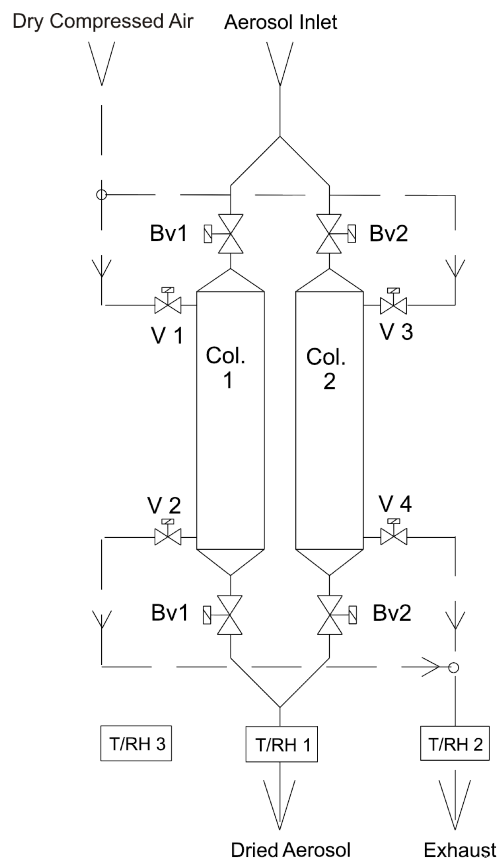 Dry Compressed Air
Aerosol Inlet
Bv1
Bv2
V 1
V 3
Col.
1
Col.
2
V 2
V 4
Bv1
Bv2
T/RH 3
T/RH 1
T/RH 2
Dried Aerosol
Exhaust